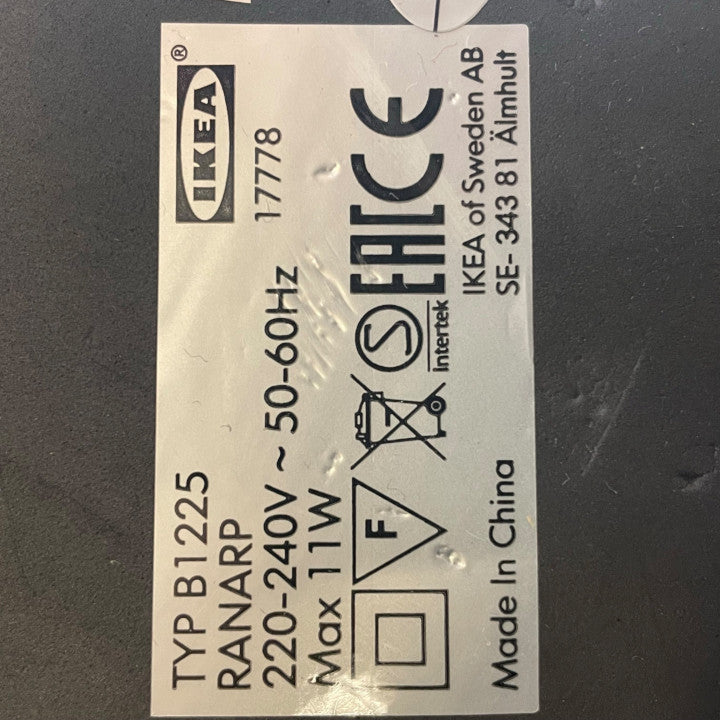 TYP B1225
RANARP
220-240V ~ 50-60Hz
Max 11W
IKEA ®
17778
F
S
intertek
EAC CE
Made In China
IKEA of Sweden AB
SE- 343 81 Älmhult